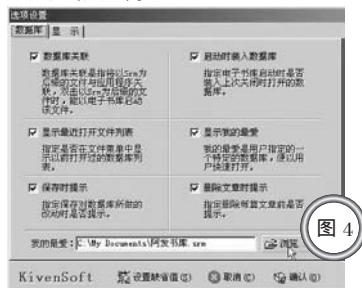 选项设置
数据库 显 示
数据库关联
数据库关联是指将以Srm为
后缀的文件与应用程序关
联，双击以Srm为后缀的文
件时，能以电子书库启动
该文件。
启动时装入数据库
指定电子书库启动时是否
装入上次关闭时打开的数
据库。
显示最近打开文件列表
指定是否在文件菜单中显
示以前打开过的数据库列
表。
显示我的最爱
我的最爱是用户指定的一
个特定的数据库，便以用
户快速打开。
保存时提示
指定保存对数据库所做的
改动时是否提示。
删除文章时提示
指定删除每篇文章前是否
提示。
我的最爱：C:\My Documents\阿发书库.srm 浏览
图 4
KivenSoft 设置缺省值(S) 取消(C) 确认(O)